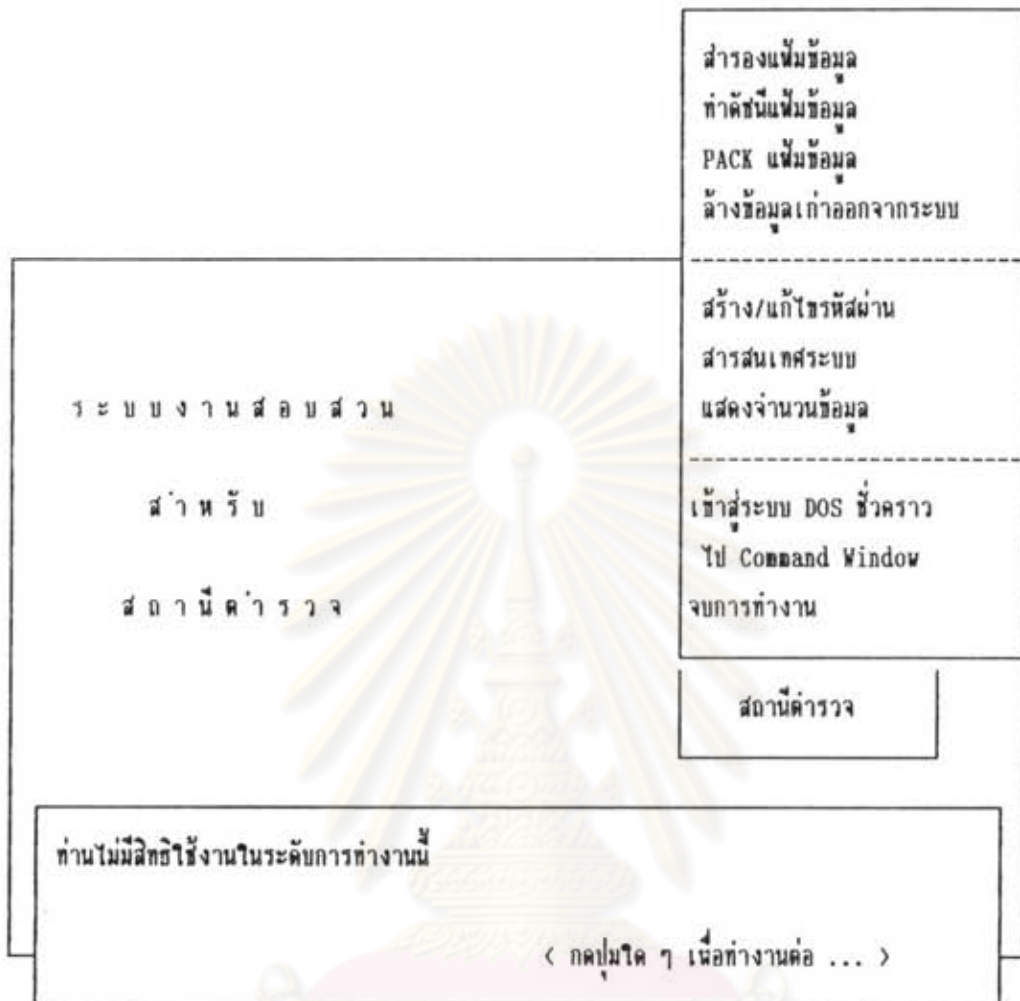 สำรองแฟ้มข้อมูล
ทำดัชนีแฟ้มข้อมูล
PACK แฟ้มข้อมูล
ล้างข้อมูลเก่าออกจากระบบ
สร้าง/แก้ไขรหัสผ่าน
สารสนเทศระบบ
แสดงจำนวนข้อมูล
เข้าสู่ระบบ DOS ชั่วคราว
ไป Command Window
จบการทำงาน
สถานีตำรวจ
ร ะ บ บ ง า น ส อ บ ส ว น
ส ำ ห รั บ
ส ถ า นี ต ำ ร ว จ
ท่านไม่มีสิทธิใช้งานในระดับการทำงานนี้
< กดปุ่มใด ๆ เพื่อทำงานต่อ ... >